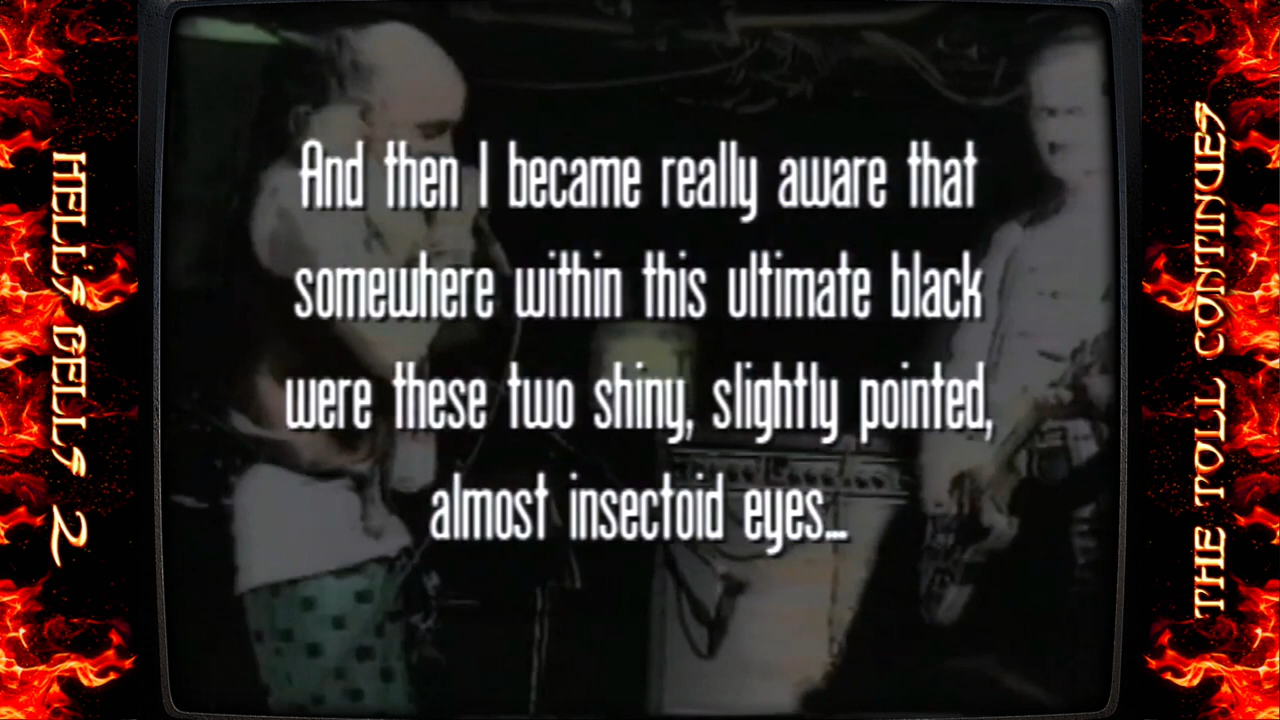 HELL'S BELLS 2
And then I became really aware that
somewhere within this ultimate black
were these two shiny, slightly pointed,
almost insectoid eyes...
THE TOLL CONTINUES